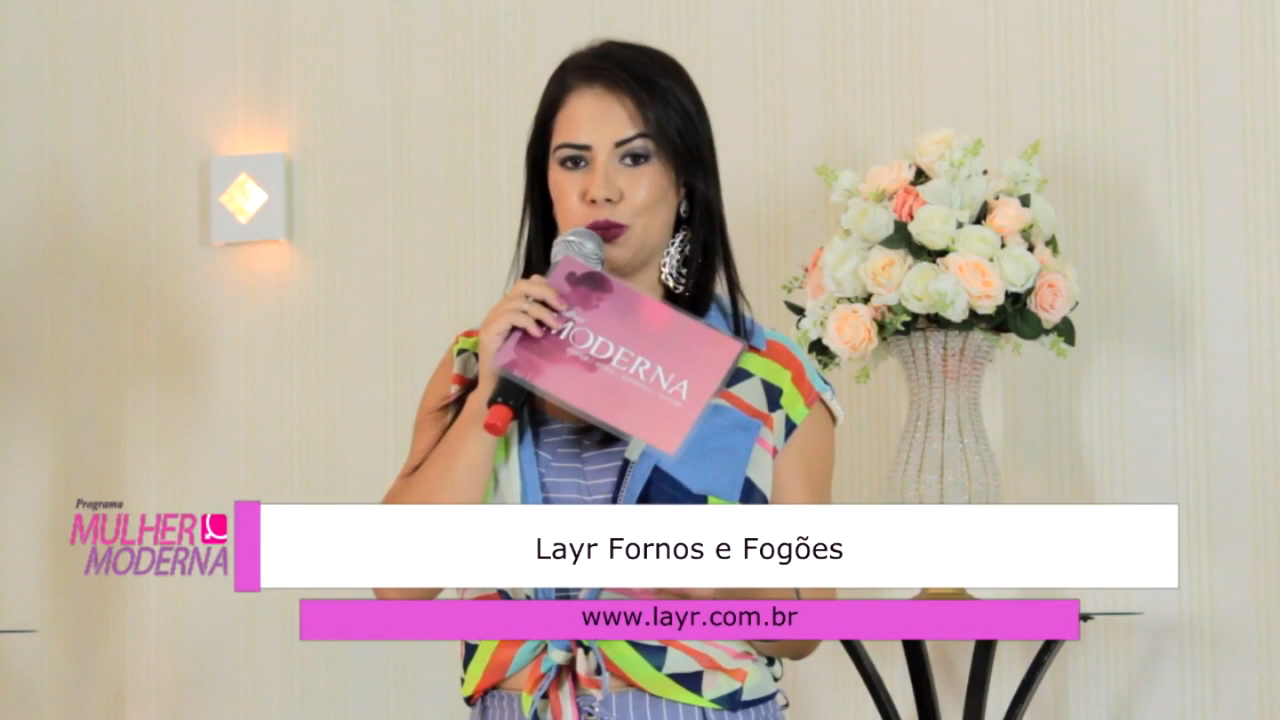 MODERNA
Programa
MULHER
MODERNA
Layr Fornos e Fogões
www.layr.com.br